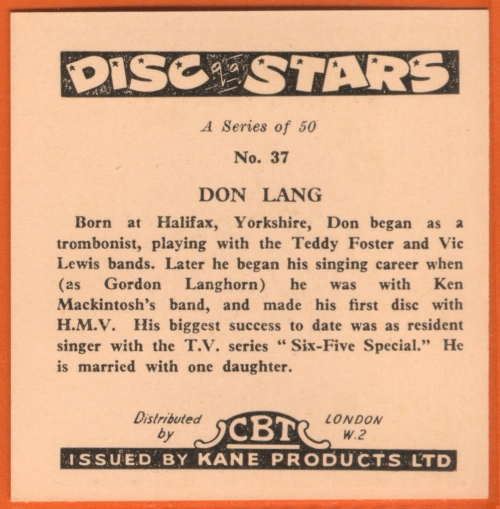 DISC STARS
A Series of 50
No. 37
DON LANG
Born at Halifax, Yorkshire, Don began as a
trombonist, playing with the Teddy Foster and Vic
Lewis bands. Later he began his singing career when
(as Gordon Langhorn) he was with Ken
Mackintosh's band, and made his first disc with
H.M.V. His biggest success to date was as resident
singer with the T.V. series "Six-Five Special." He
is married with one daughter.
Distributed
by
CBT
LONDON
W.2
ISSUED BY KANE PRODUCTS LTD